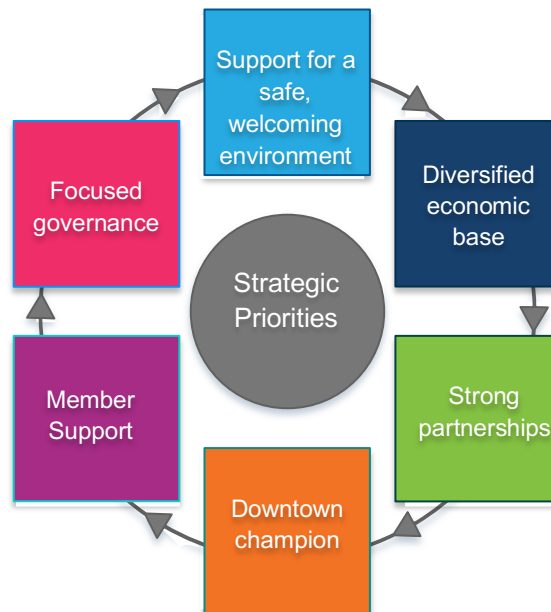 Support for a
safe,
welcoming
environment
Diversified
economic
base
Strong
partnerships
Downtown
champion
Member
Support
Focused
governance
Strategic
Priorities